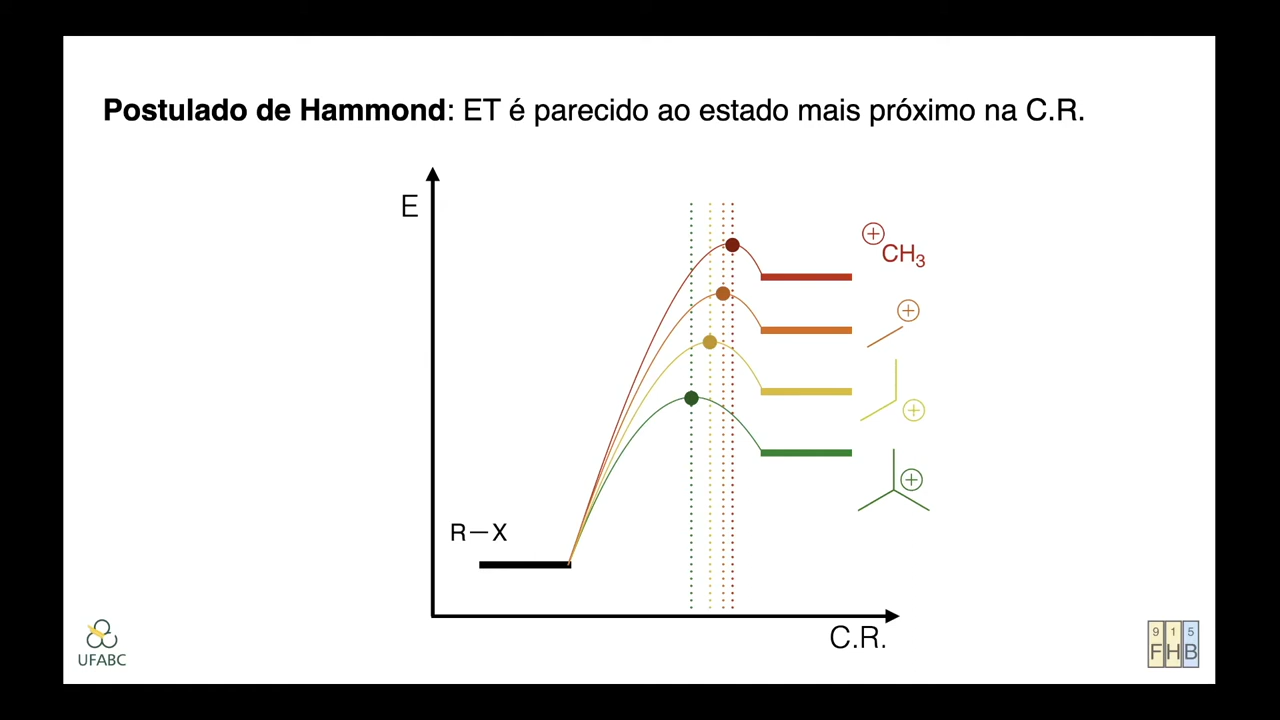 Postulado de Hammond: ET é parecido ao estado mais próximo na C.R.
E
⊕
CH₃
⊕
⊕
⊕
R—X
C.R.
UFABC
9 1 5
F H B